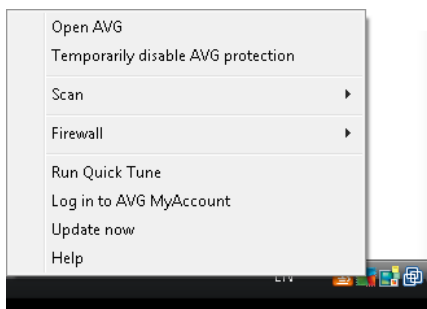 Open AVG
Temporarily disable AVG protection
Scan
Firewall
Run Quick Tune
Log in to AVG MyAccount
Update now
Help